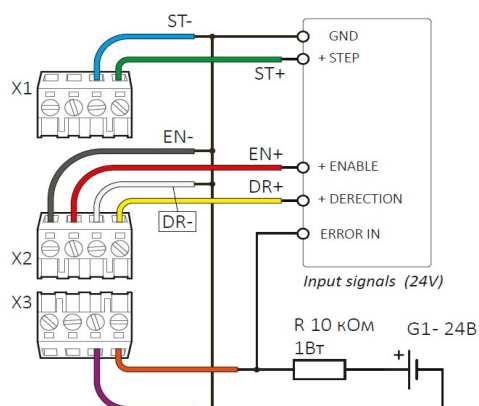 ST-
GND
+ STEP
ST+
X1
EN-
EN+
+ ENABLE
DR+
+ DERECTION
DR-
ERROR IN
X2
Input signals (24V)
X3
R 10 кОм
1Вт
G1- 24В
+